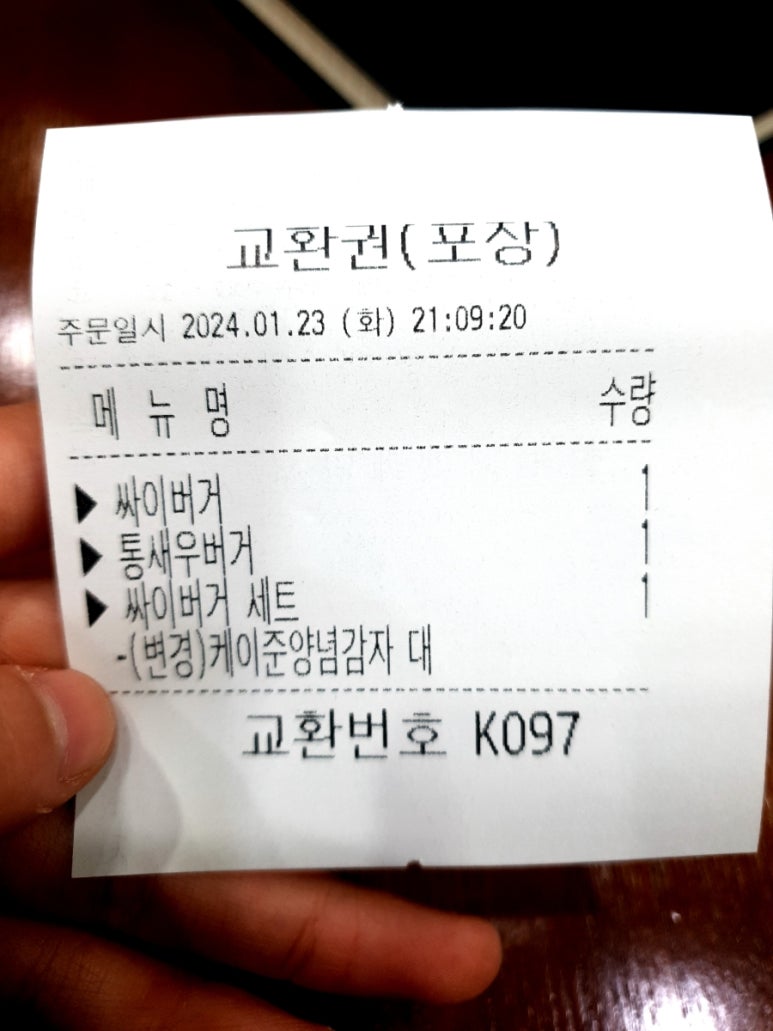 교환권(포장)
주문일시 2024.01.23 (화) 21:09:20
메 뉴 명 수량
▶ 싸이버거 1
▶ 통새우버거 1
▶ 싸이버거 세트 1
-(변경)케이준양념감자 대
교환번호 K097